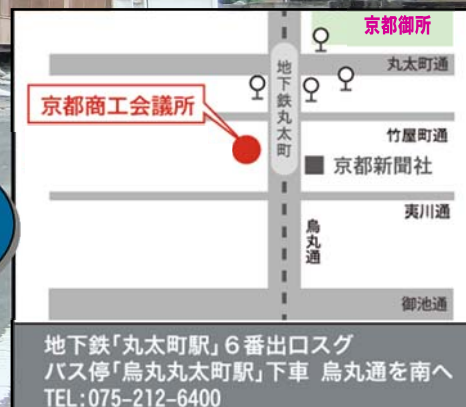 京都御所
丸太町通
地下鉄丸太町
京都商工会議所
竹屋町通
京都新聞社
夷川通
烏丸通
御池通
地下鉄「丸太町駅」6番出口スグ
バス停「烏丸丸太町駅」下車 烏丸通を南へ
TEL:075-212-6400